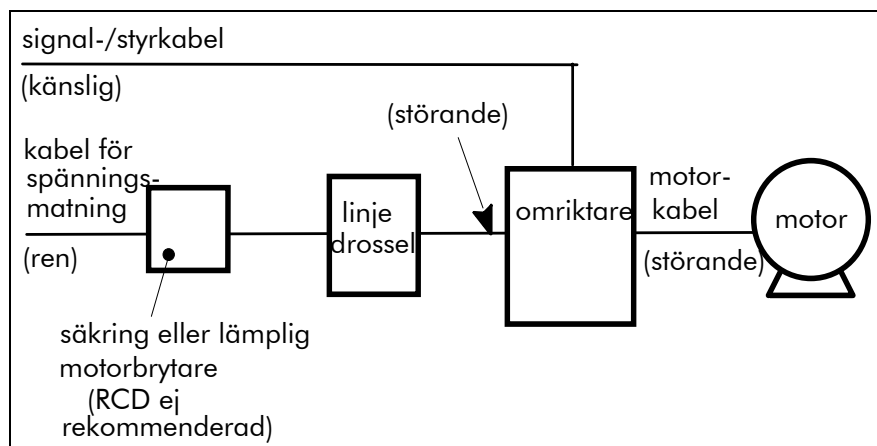 signal-/styrkabel
(känslig)
(störande)
kabel för
spännings-
matning
(ren)
linje
drossel
omriktare
motor-
kabel
(störande)
motor
säkring eller lämplig
motorbrytare
(RCD ej
rekommenderad)